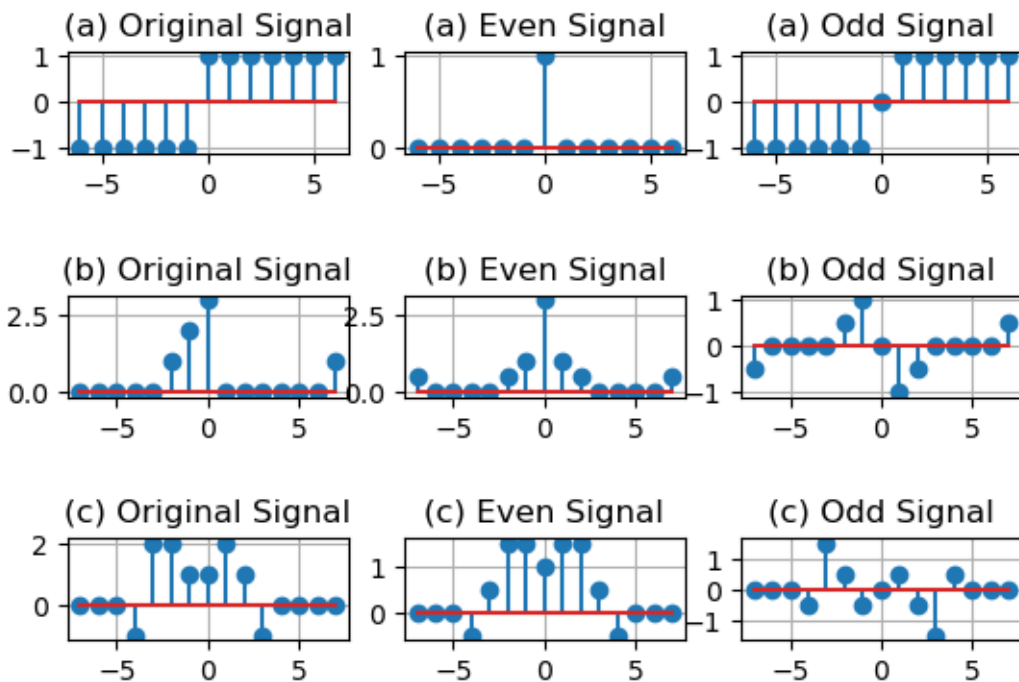 (a) Original Signal
(a) Even Signal
(a) Odd Signal
1
0
−1
−5 0 5
1
0
−5 0 5
1
0
−1
−5 0 5
(b) Original Signal
(b) Even Signal
(b) Odd Signal
2.5
0.0
−5 0 5
2.5
0.0
−5 0 5
1
0
−1
−5 0 5
(c) Original Signal
(c) Even Signal
(c) Odd Signal
2
0
−5 0 5
1
0
−5 0 5
1
0
−1
−5 0 5